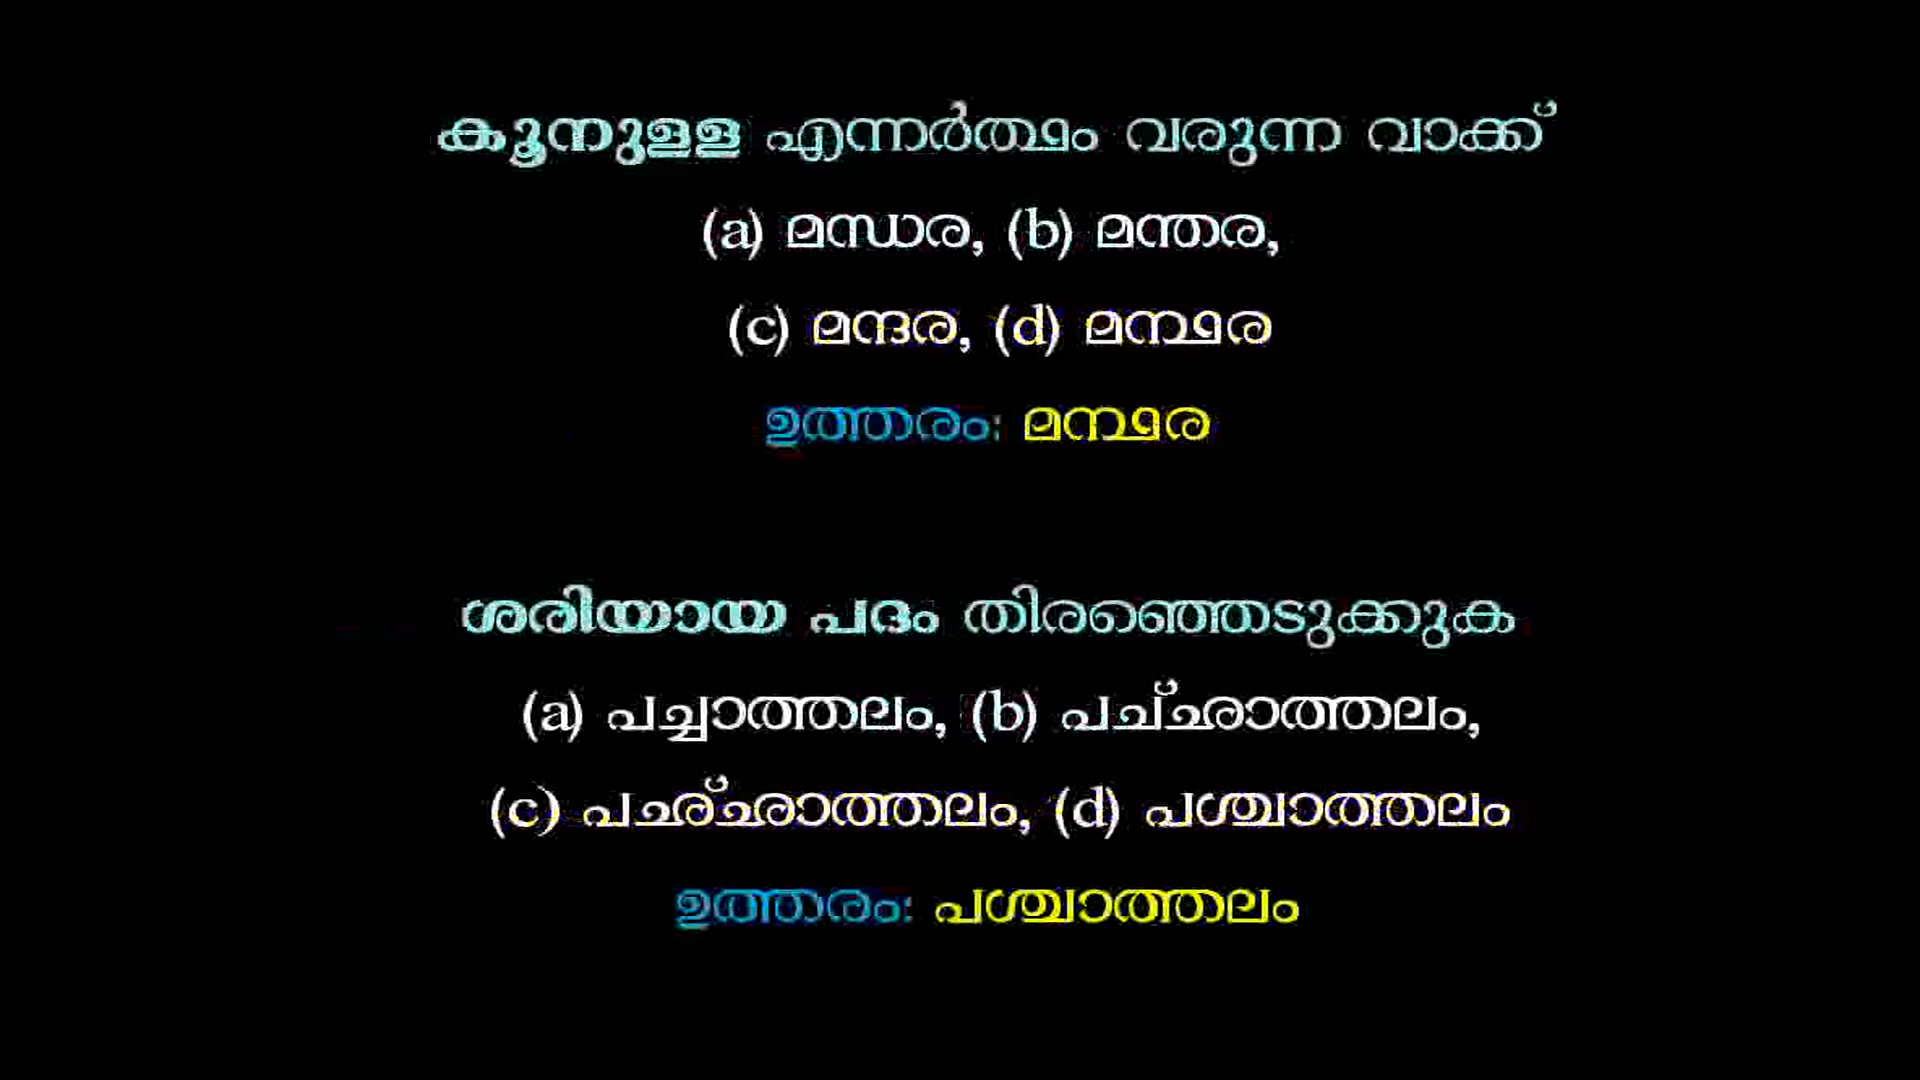 കൂനുള്ള എന്നർത്ഥം വരുന്ന വാക്ക്
(a) മന്ധര, (b) മന്തര,
(c) മന്ദര, (d) മന്ഥര
ഉത്തരം: മന്ഥര
ശരിയായ പദം തിരഞ്ഞെടുക്കുക
(a) പച്ചാത്തലം, (b) പച്ഛാത്തലം,
(c) പഛ്ഛാത്തലം, (d) പശ്ചാത്തലം
ഉത്തരം: പശ്ചാത്തലം